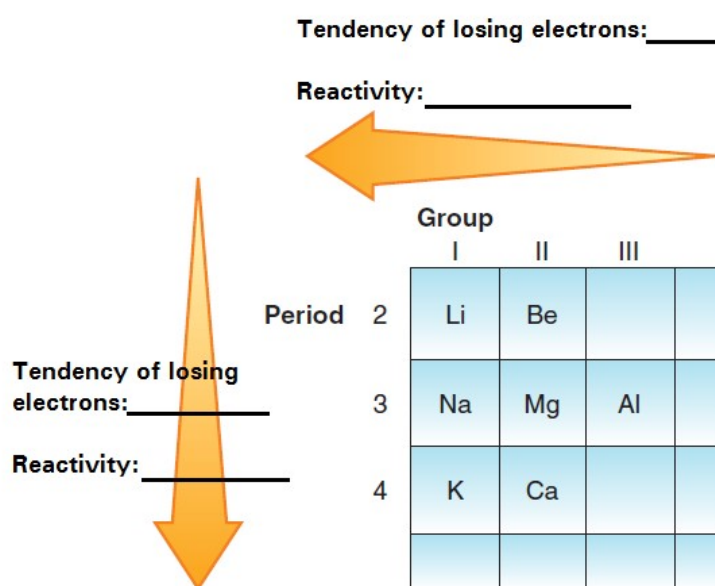 Tendency of losing electrons:
Reactivity:
Group
I II III
Period 2 Li Be
Tendency of losing
electrons:
3 Na Mg Al
Reactivity:
4 K Ca